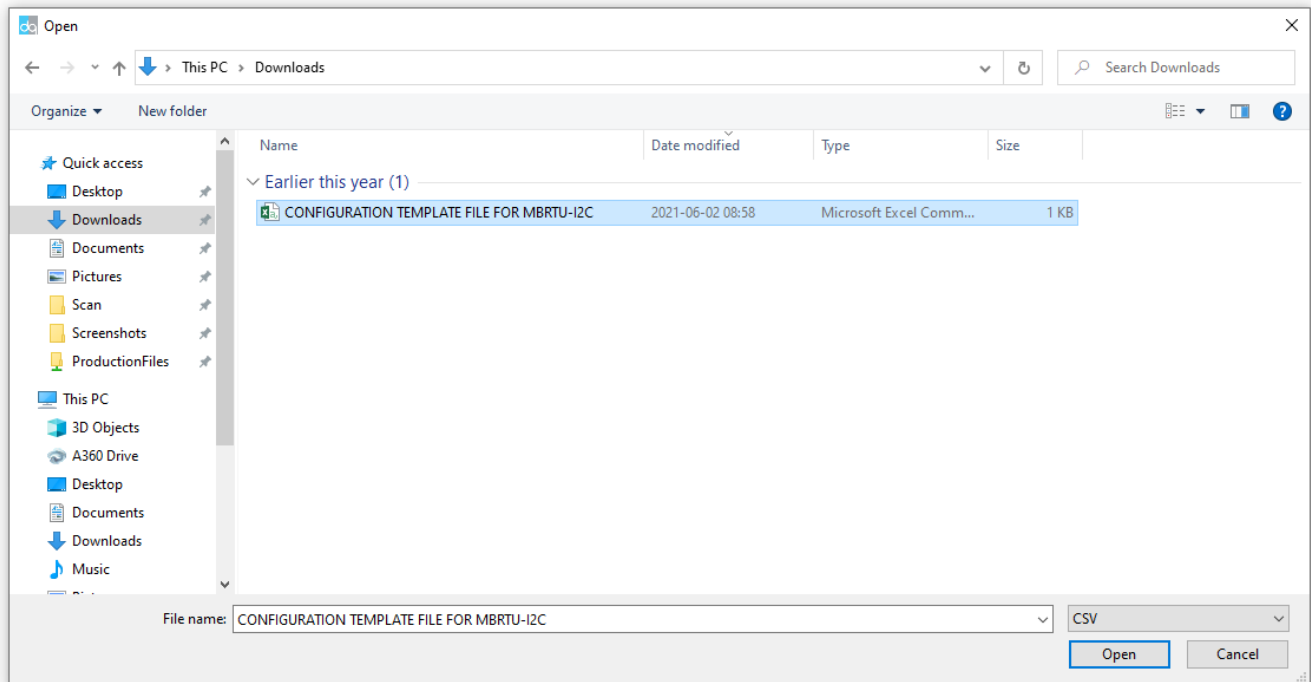 dq Open
This PC > Downloads
Search Downloads
Organize
New folder
Name
Date modified
Type
Size
Quick access
Desktop
Downloads
Documents
Pictures
Scan
Screenshots
ProductionFiles
This PC
3D Objects
A360 Drive
Desktop
Documents
Downloads
Music
Earlier this year (1)
CONFIGURATION TEMPLATE FILE FOR MBRTU-I2C 2021-06-02 08:58 Microsoft Excel Comm... 1 KB
File name: CONFIGURATION TEMPLATE FILE FOR MBRTU-I2C
CSV
Open
Cancel